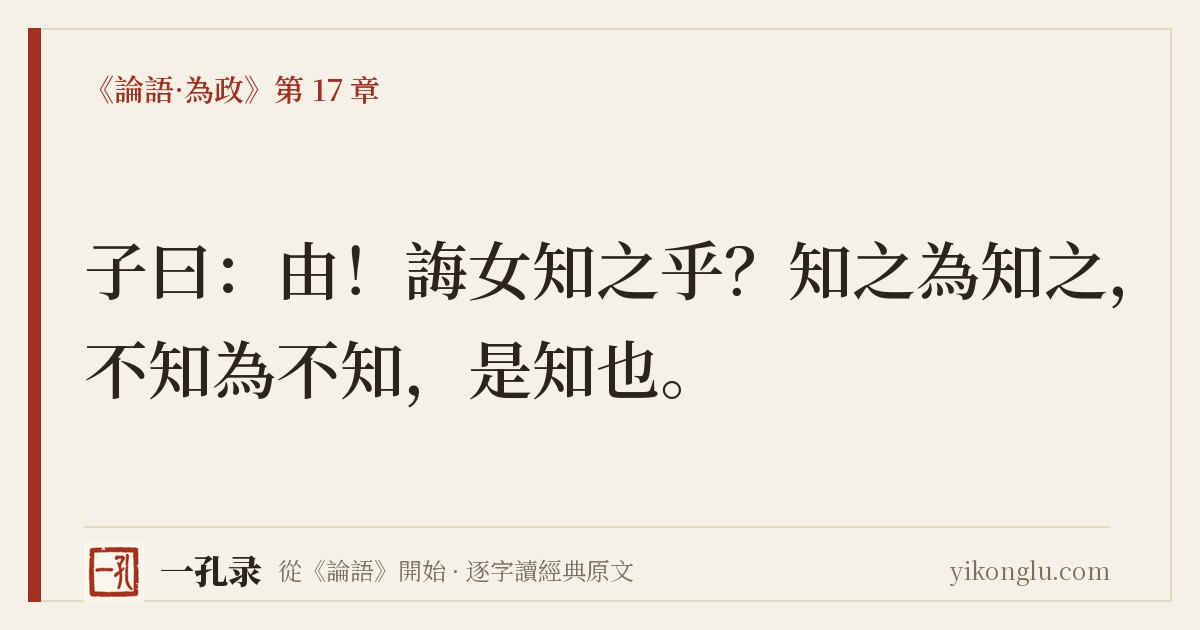 《論語·為政》第 17 章
子曰：由！誨女知之乎？知之為知之，
不知為不知，是知也。
一孔
一孔录 從《論語》開始 · 逐字讀經典原文 yikonglu.com